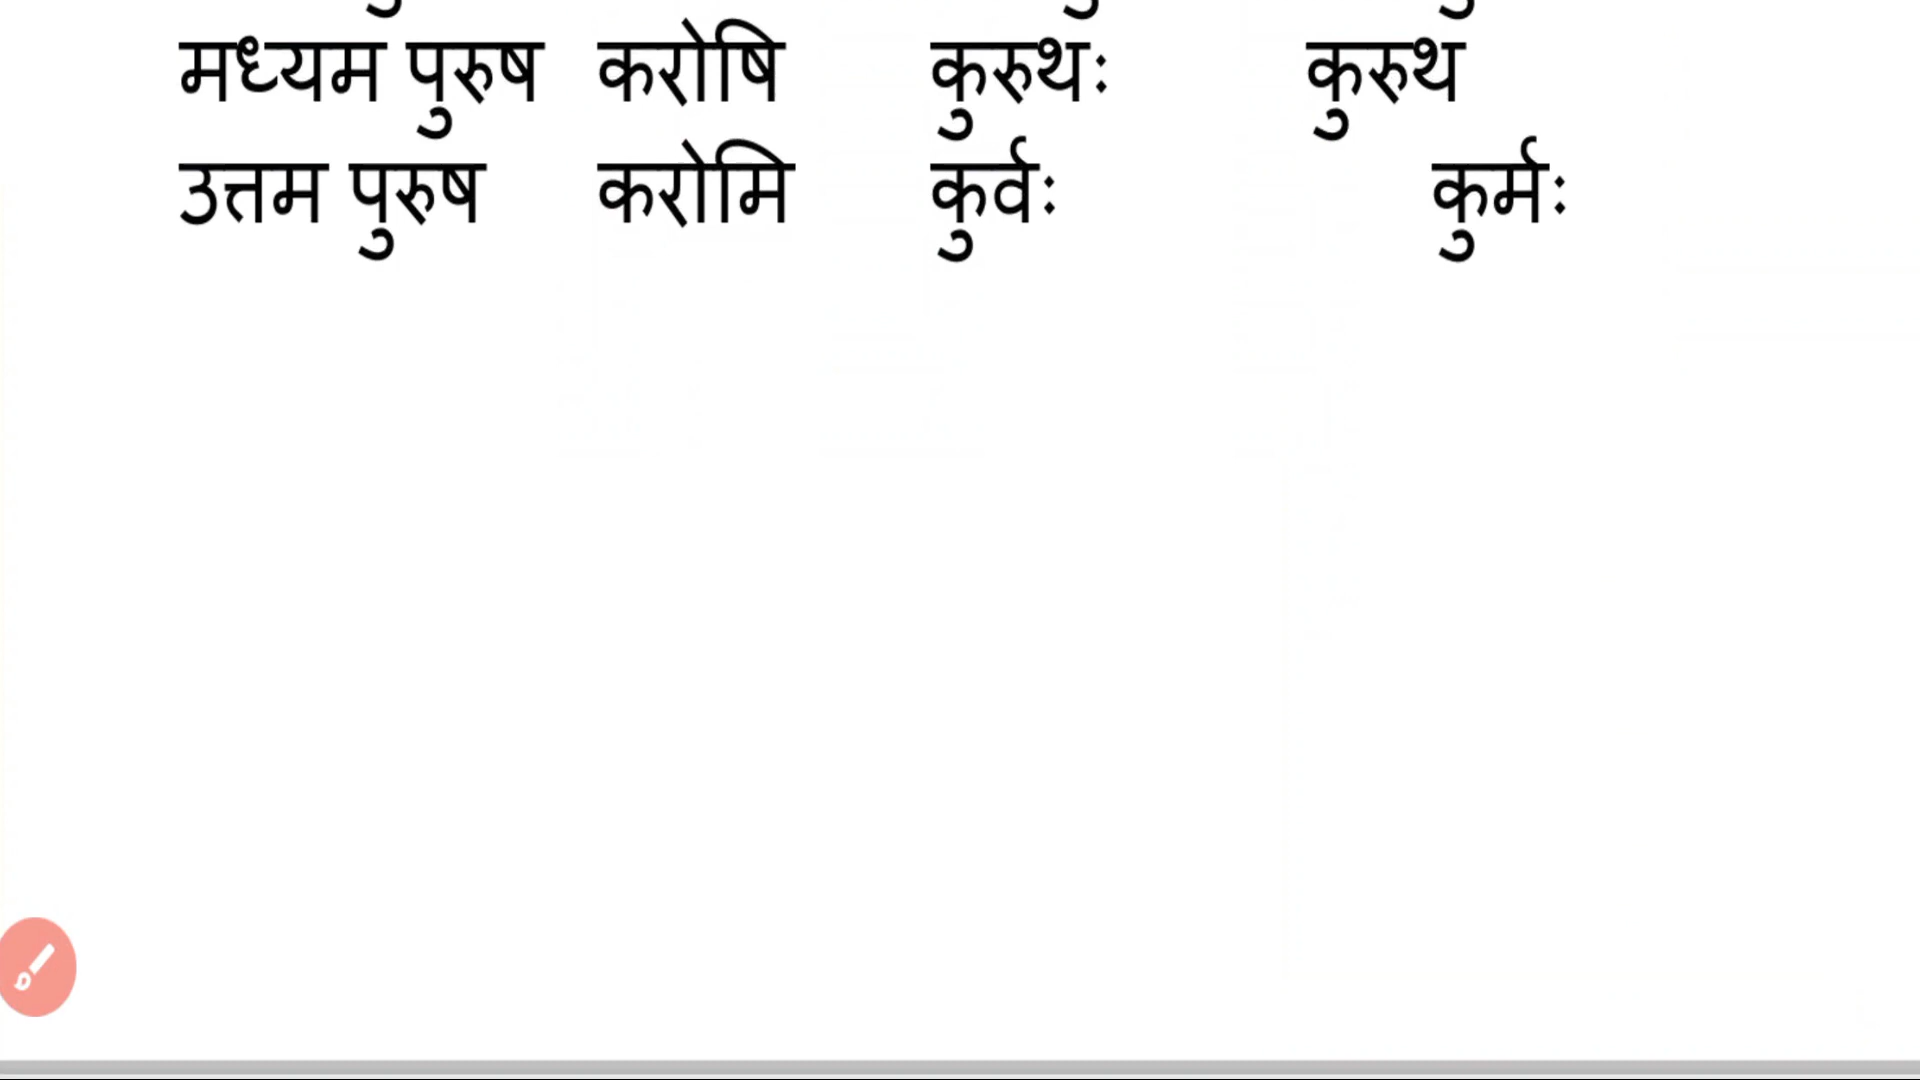 मध्यम पुरुष करोषि कुरुथः कुरुथ
उत्तम पुरुष करोमि कुर्वः कुर्मः